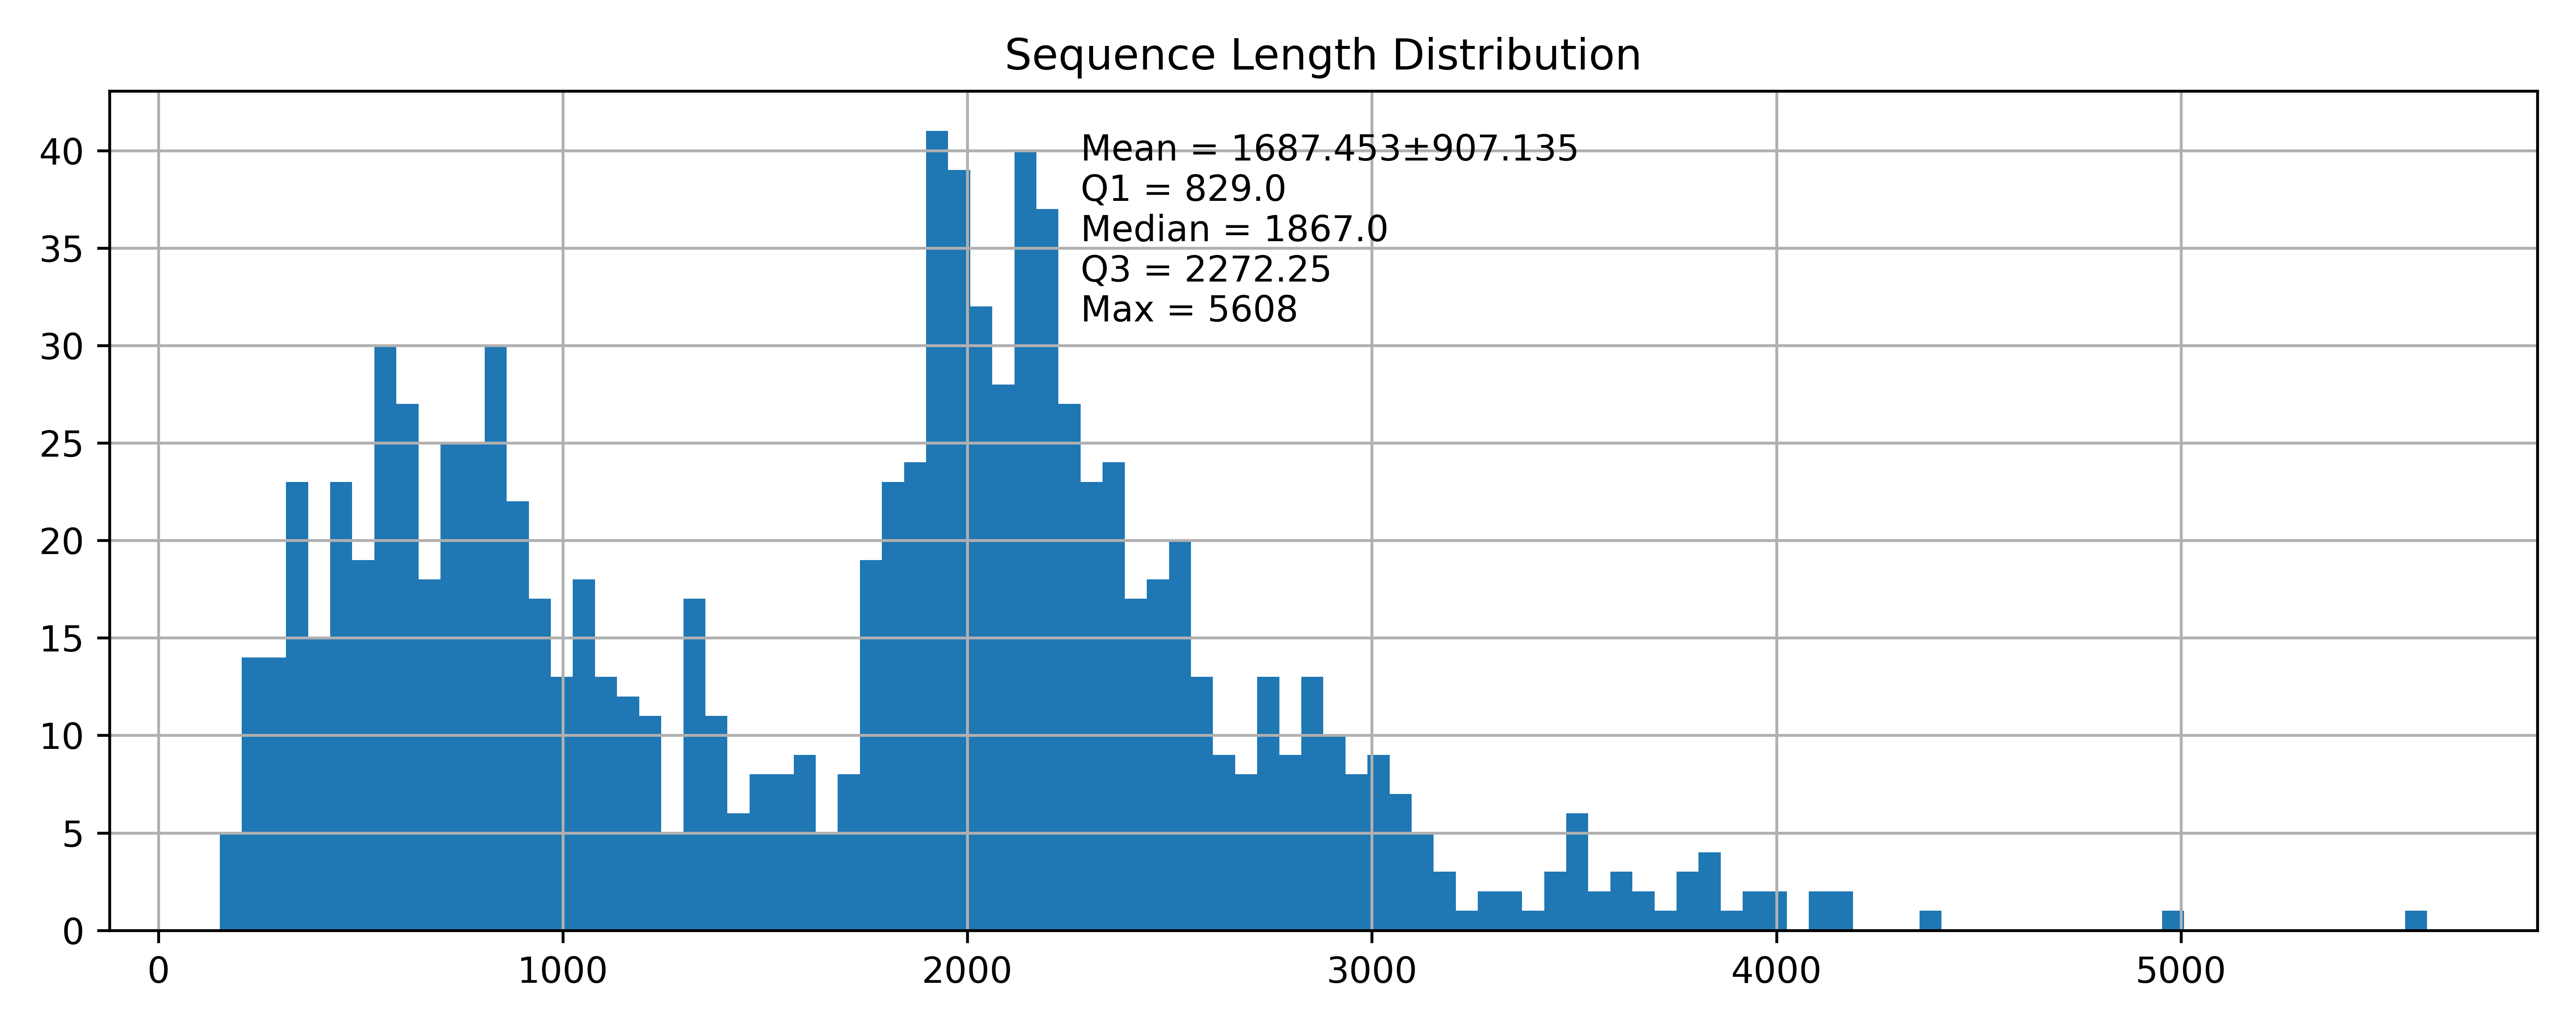 Sequence Length Distribution
Mean = 1687.453±907.135
Q1 = 829.0
Median = 1867.0
Q3 = 2272.25
Max = 5608
40
35
30
25
20
15
10
5
0
0 1000 2000 3000 4000 5000